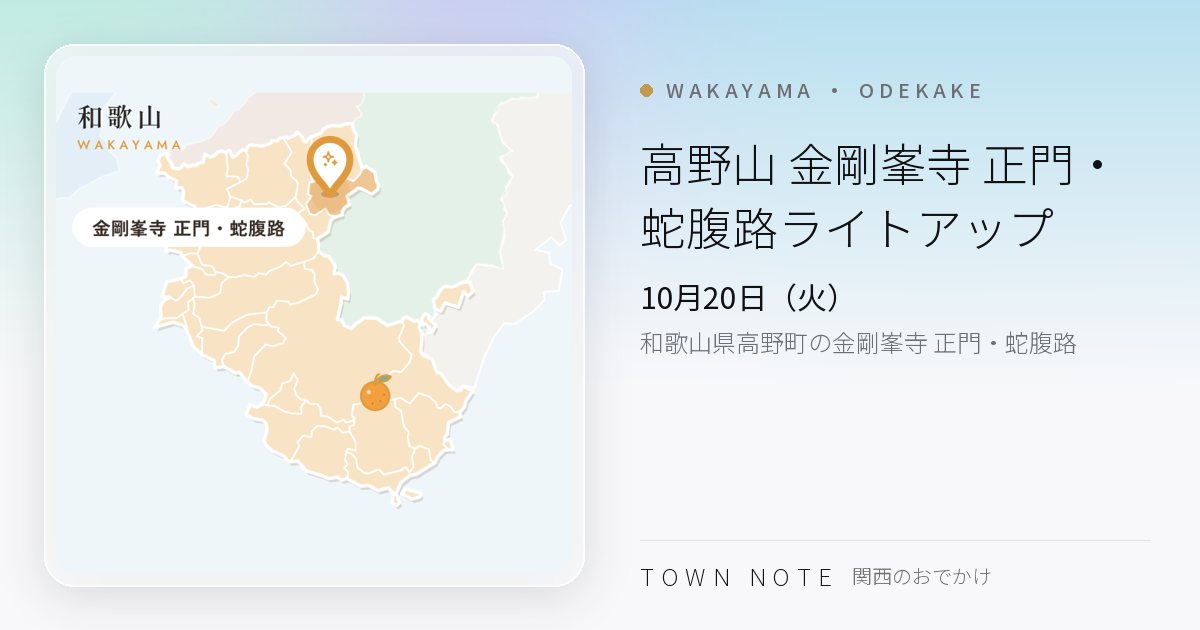 和歌山
WAKAYAMA
金剛峯寺 正門・蛇腹路
WAKAYAMA • ODEKAKE
高野山 金剛峯寺 正門・
蛇腹路ライトアップ
10月20日（火）
和歌山県高野町の金剛峯寺 正門・蛇腹路
TOWN NOTE 関西のおでかけ